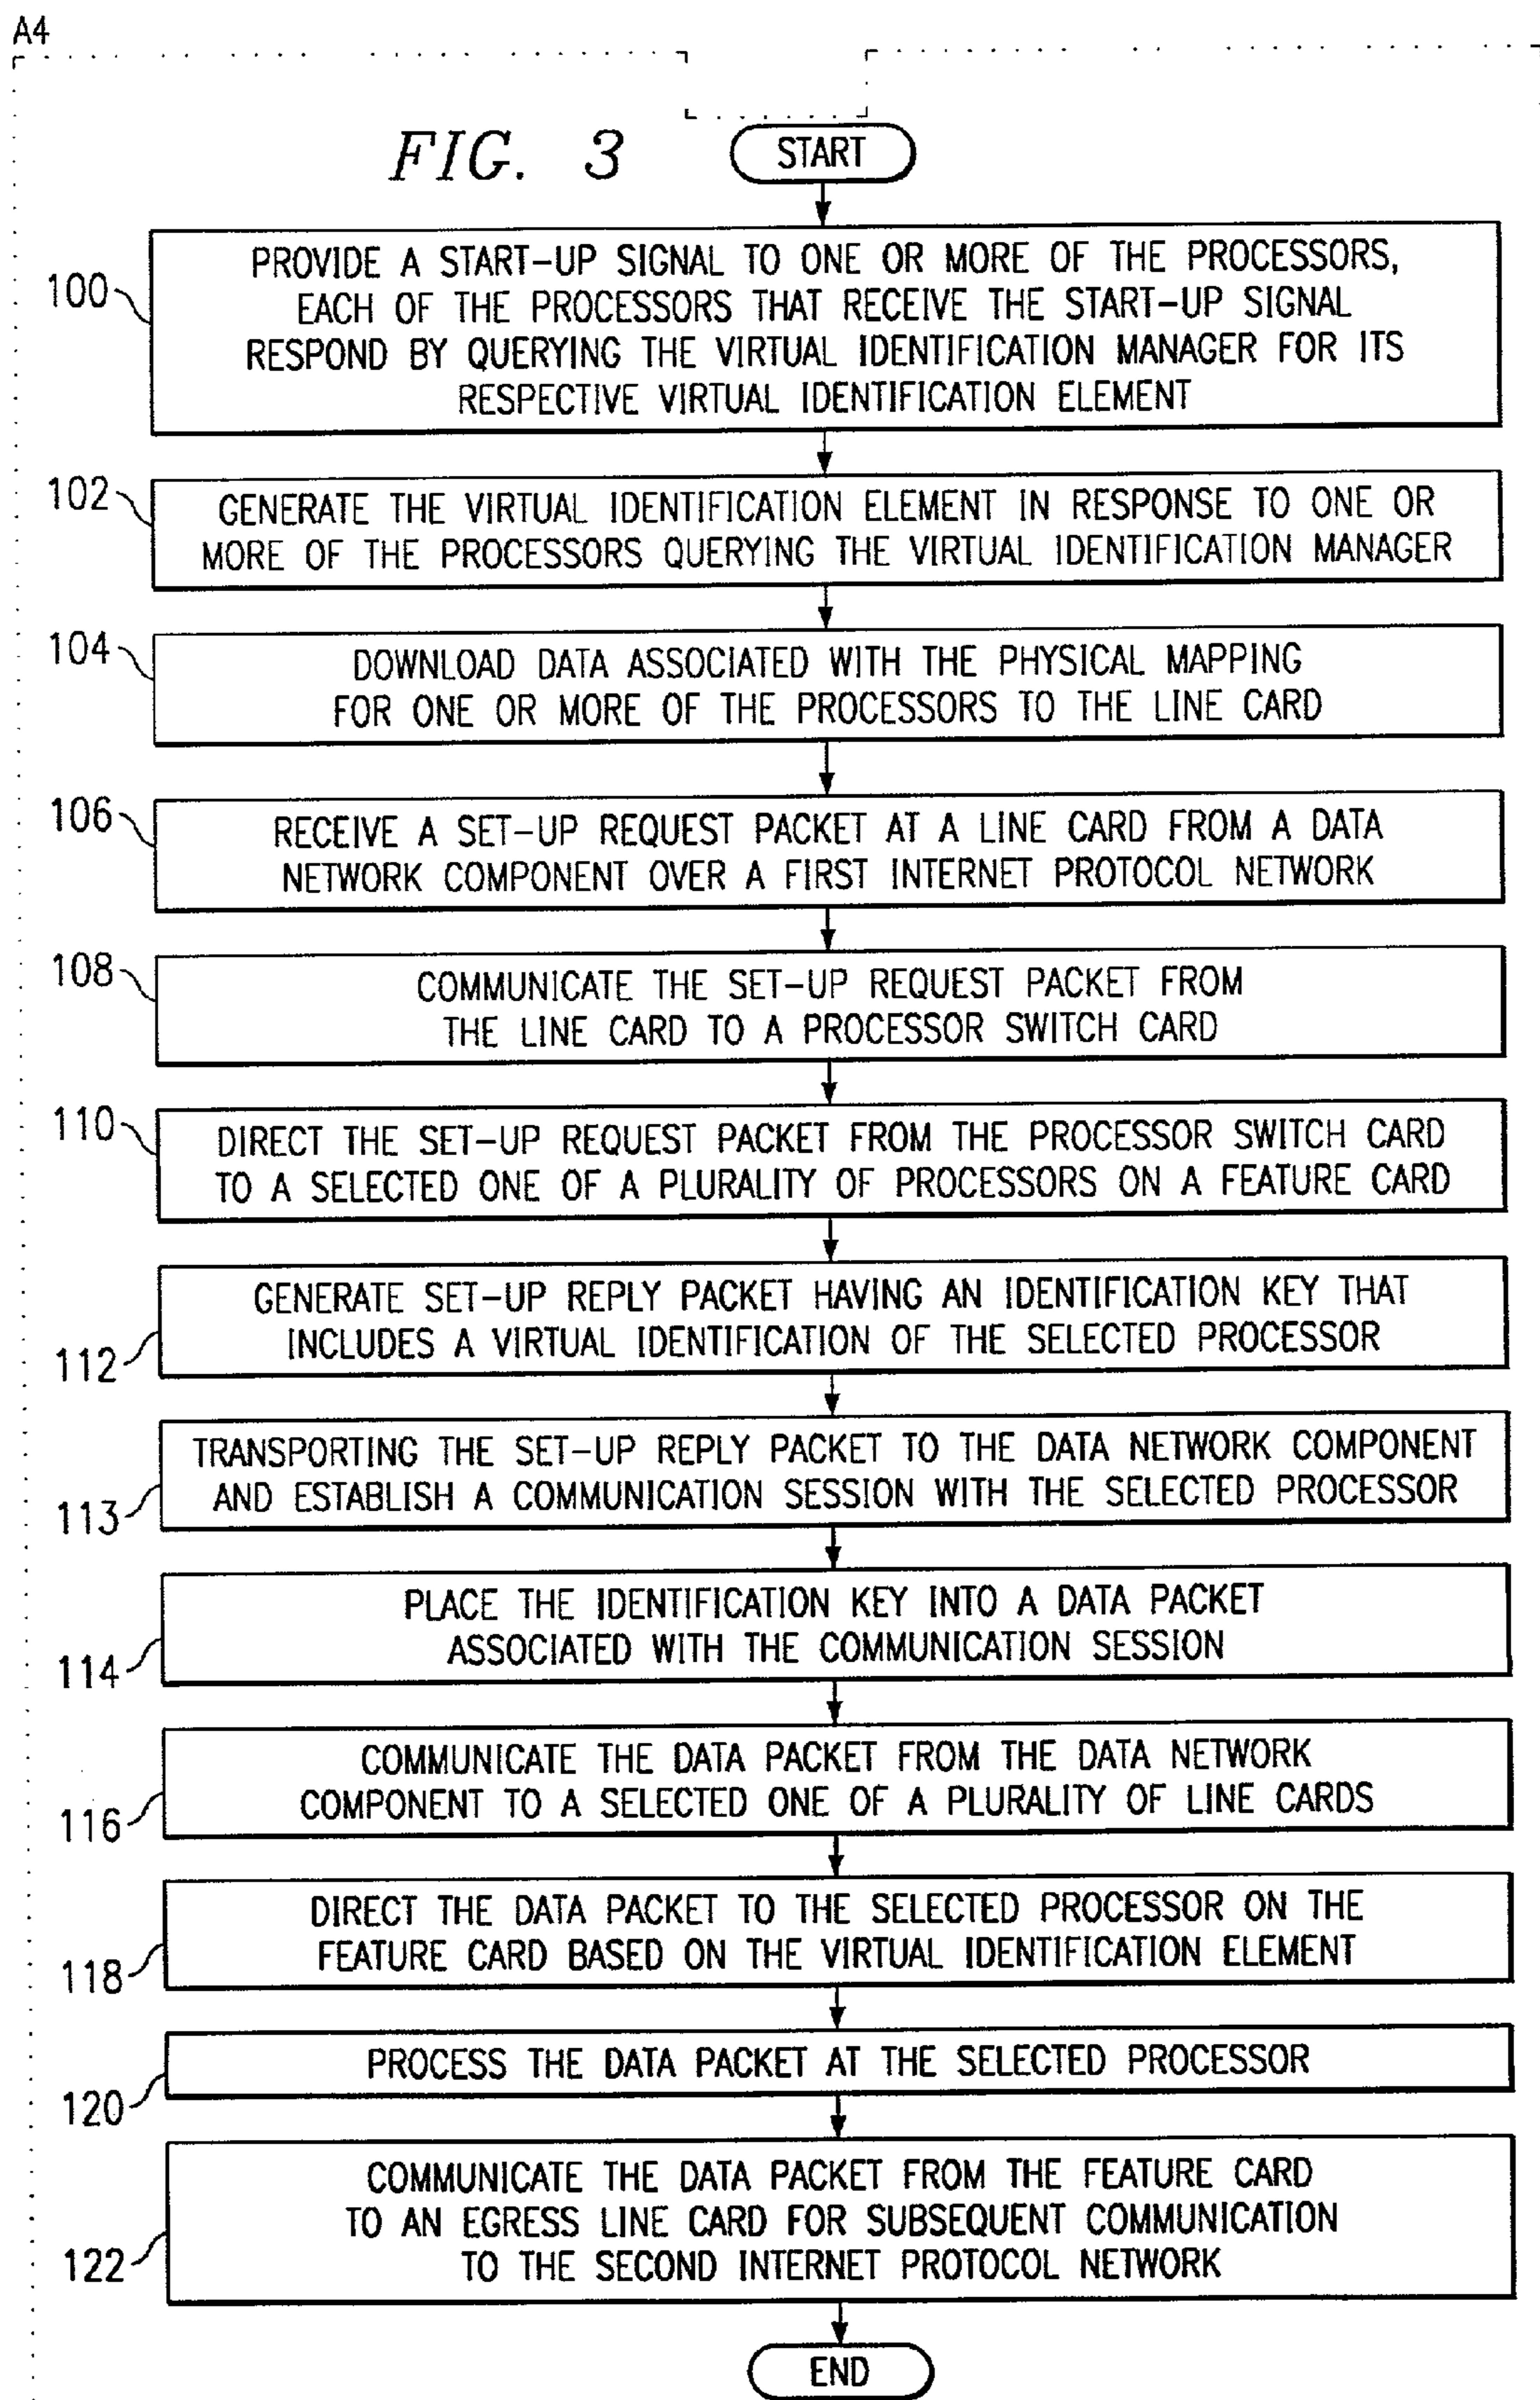 A4
FIG. 3
START
100
PROVIDE A START-UP SIGNAL TO ONE OR MORE OF THE PROCESSORS,
EACH OF THE PROCESSORS THAT RECEIVE THE START-UP SIGNAL
RESPOND BY QUERYING THE VIRTUAL IDENTIFICATION MANAGER FOR ITS
RESPECTIVE VIRTUAL IDENTIFICATION ELEMENT
102
GENERATE THE VIRTUAL IDENTIFICATION ELEMENT IN RESPONSE TO ONE OR
MORE OF THE PROCESSORS QUERYING THE VIRTUAL IDENTIFICATION MANAGER
104
DOWNLOAD DATA ASSOCIATED WITH THE PHYSICAL MAPPING
FOR ONE OR MORE OF THE PROCESSORS TO THE LINE CARD
106
RECEIVE A SET-UP REQUEST PACKET AT A LINE CARD FROM A DATA
NETWORK COMPONENT OVER A FIRST INTERNET PROTOCOL NETWORK
108
COMMUNICATE THE SET-UP REQUEST PACKET FROM
THE LINE CARD TO A PROCESSOR SWITCH CARD
110
DIRECT THE SET-UP REQUEST PACKET FROM THE PROCESSOR SWITCH CARD
TO A SELECTED ONE OF A PLURALITY OF PROCESSORS ON A FEATURE CARD
GENERATE SET-UP REPLY PACKET HAVING AN IDENTIFICATION KEY THAT
INCLUDES A VIRTUAL IDENTIFICATION OF THE SELECTED PROCESSOR
112
TRANSPORTING THE SET-UP REPLY PACKET TO THE DATA NETWORK COMPONENT
AND ESTABLISH A COMMUNICATION SESSION WITH THE SELECTED PROCESSOR
113
PLACE THE IDENTIFICATION KEY INTO A DATA PACKET
ASSOCIATED WITH THE COMMUNICATION SESSION
114
COMMUNICATE THE DATA PACKET FROM THE DATA NETWORK
COMPONENT TO A SELECTED ONE OF A PLURALITY OF LINE CARDS
116
DIRECT THE DATA PACKET TO THE SELECTED PROCESSOR ON THE
FEATURE CARD BASED ON THE VIRTUAL IDENTIFICATION ELEMENT
118
PROCESS THE DATA PACKET AT THE SELECTED PROCESSOR
120
COMMUNICATE THE DATA PACKET FROM THE FEATURE CARD
TO AN EGRESS LINE CARD FOR SUBSEQUENT COMMUNICATION
TO THE SECOND INTERNET PROTOCOL NETWORK
122
END